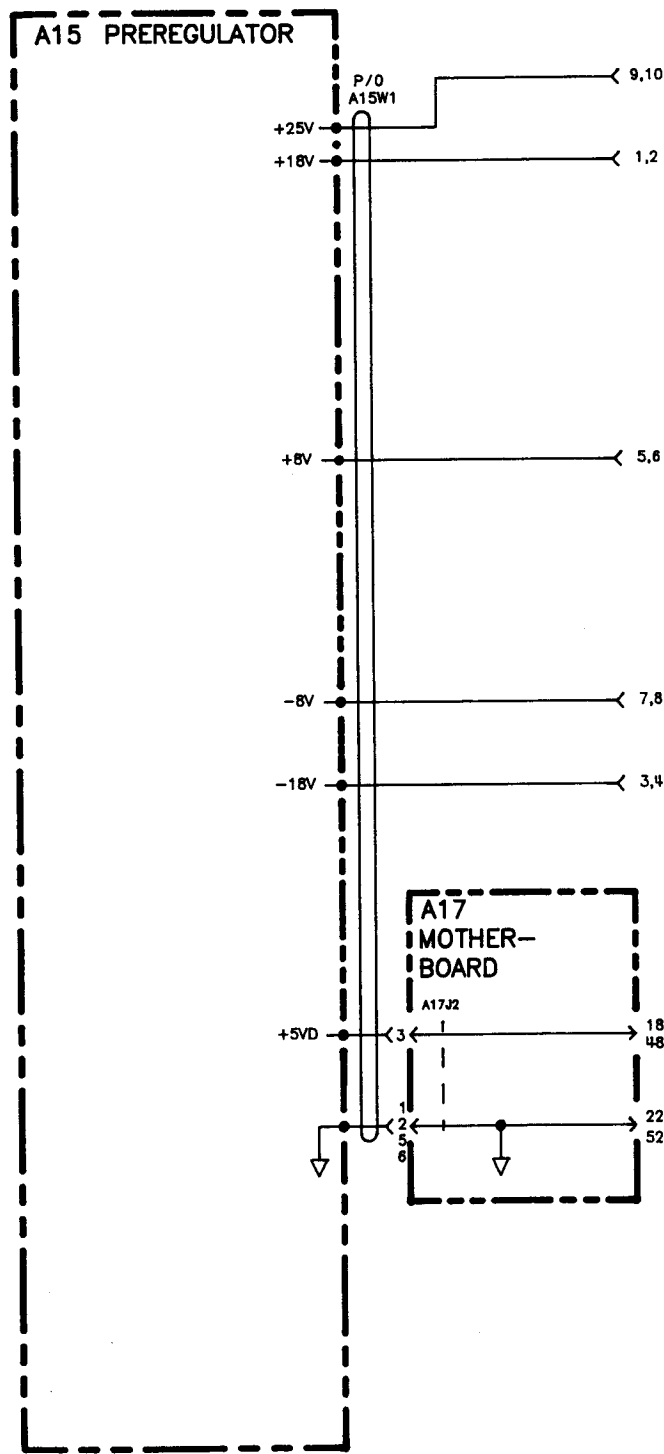 A15 PREREGULATOR
P/O
A15W1
9,10
+25V
+18V
1,2
+8V
5,6
-8V
7,8
-18V
3,4
A17
MOTHER-
BOARD
A17J2
+5VD
3
18
48
1
2
5
6
22
52